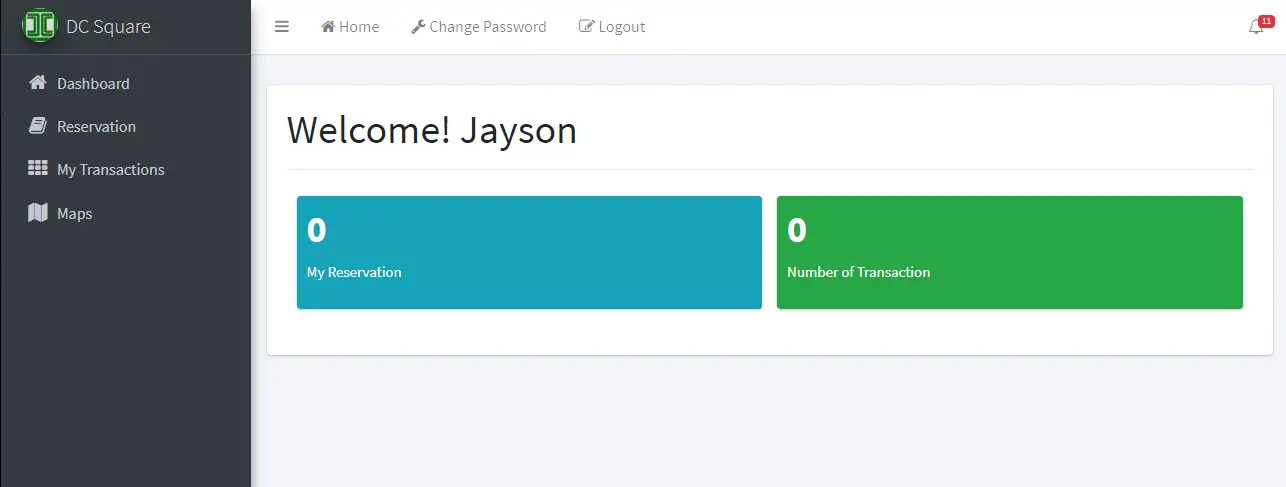 DC Square
Home
Change Password
Logout
11
Dashboard
Reservation
My Transactions
Maps
Welcome! Jayson
0
My Reservation
0
Number of Transaction